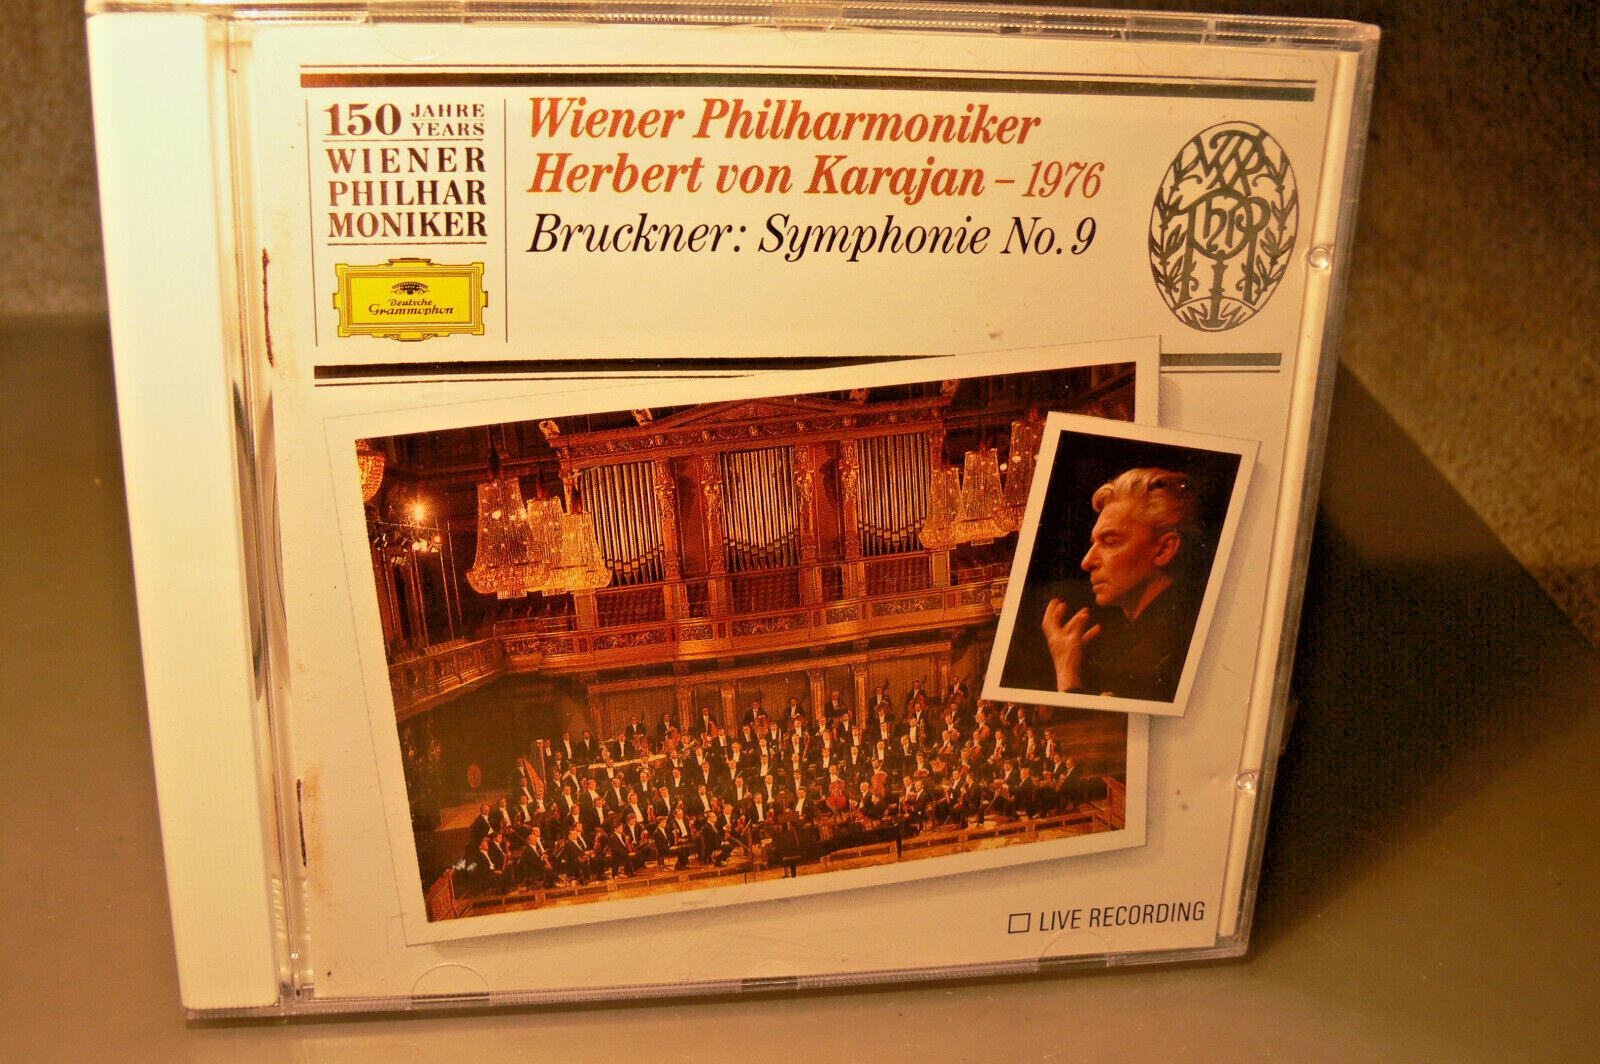 150 JAHRE YEARS
WIENER
PHILHAR
MONIKER
Deutsche
Grammophon
Wiener Philharmoniker
Herbert von Karajan – 1976
Bruckner: Symphonie No. 9
LIVE RECORDING